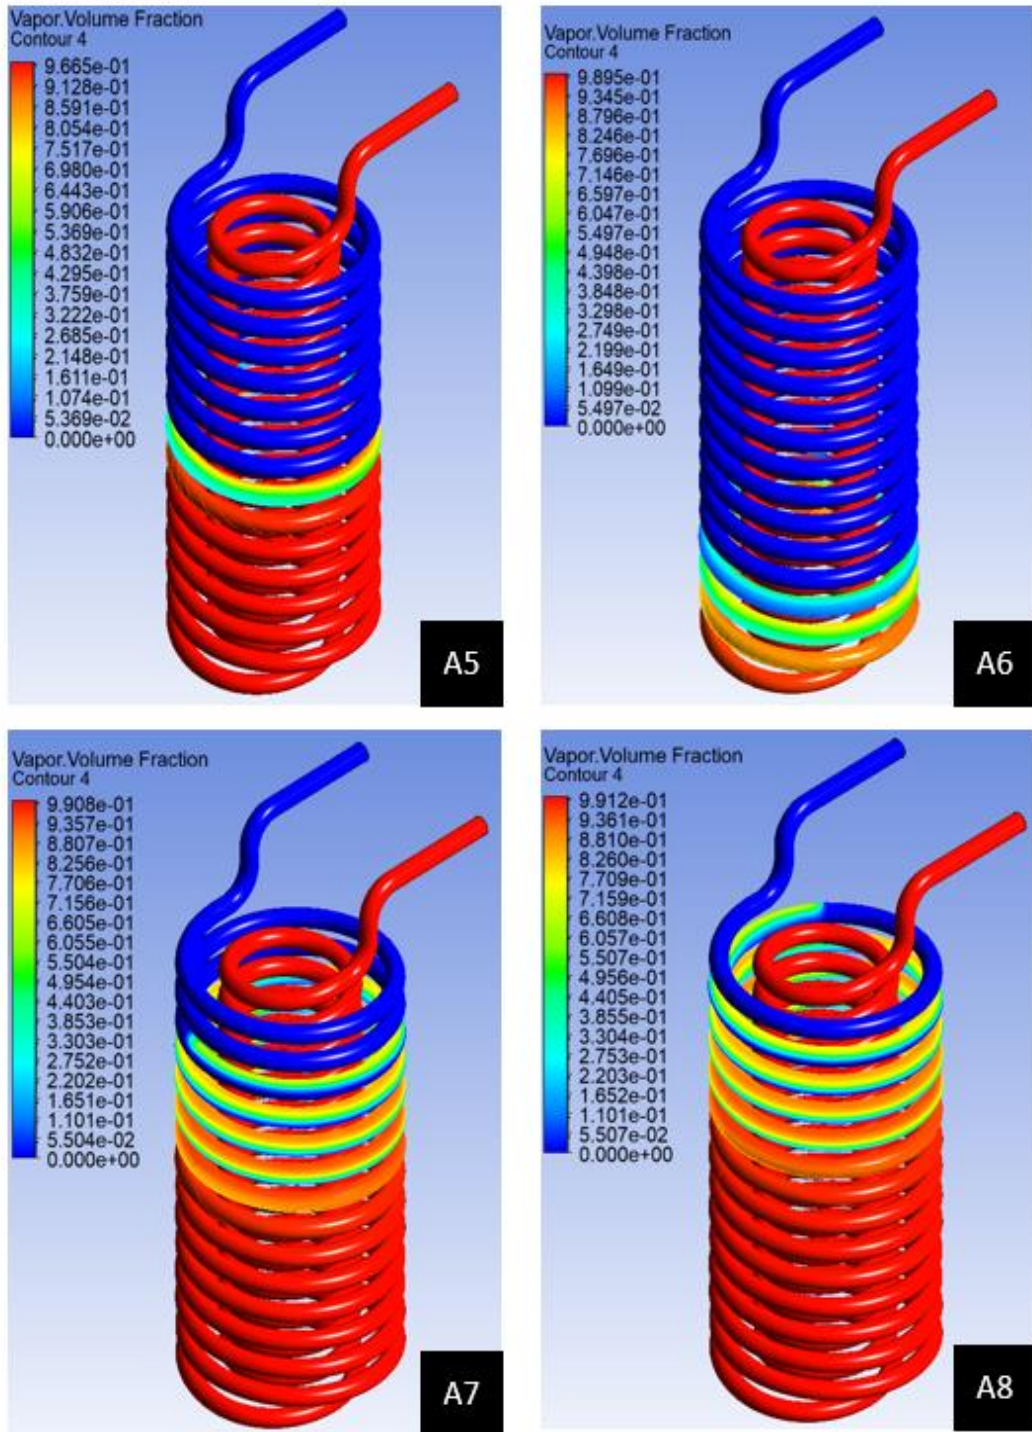 Vapor.Volume Fraction
Contour 4
9.665e-01
9.128e-01
8.591e-01
8.054e-01
7.517e-01
6.980e-01
6.443e-01
5.906e-01
5.369e-01
4.832e-01
4.295e-01
3.759e-01
3.222e-01
2.685e-01
2.148e-01
1.611e-01
1.074e-01
5.369e-02
0.000e+00
A5
Vapor.Volume Fraction
Contour 4
9.895e-01
9.345e-01
8.796e-01
8.246e-01
7.696e-01
7.146e-01
6.597e-01
6.047e-01
5.497e-01
4.948e-01
4.398e-01
3.848e-01
3.298e-01
2.749e-01
2.199e-01
1.649e-01
1.099e-01
5.497e-02
0.000e+00
A6
Vapor.Volume Fraction
Contour 4
9.908e-01
9.357e-01
8.807e-01
8.256e-01
7.706e-01
7.156e-01
6.605e-01
6.055e-01
5.504e-01
4.954e-01
4.403e-01
3.853e-01
3.303e-01
2.752e-01
2.202e-01
1.651e-01
1.101e-01
5.504e-02
0.000e+00
A7
Vapor.Volume Fraction
Contour 4
9.912e-01
9.361e-01
8.810e-01
8.260e-01
7.709e-01
7.159e-01
6.608e-01
6.057e-01
5.507e-01
4.956e-01
4.405e-01
3.855e-01
3.304e-01
2.753e-01
2.203e-01
1.652e-01
1.101e-01
5.507e-02
0.000e+00
A8